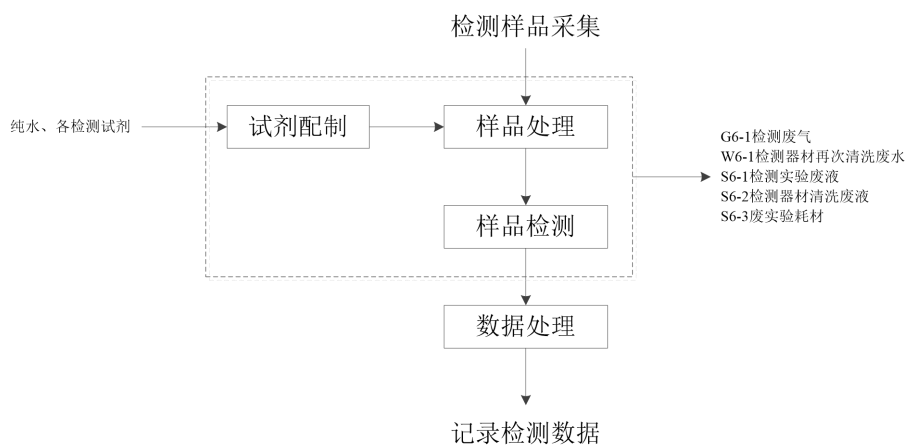 检测样品采集
纯水、各检测试剂
试剂配制
样品处理
G6-1检测废气
W6-1检测器材再次清洗废水
S6-1检测实验废液
S6-2检测器材清洗废液
S6-3废实验耗材
样品检测
数据处理
记录检测数据